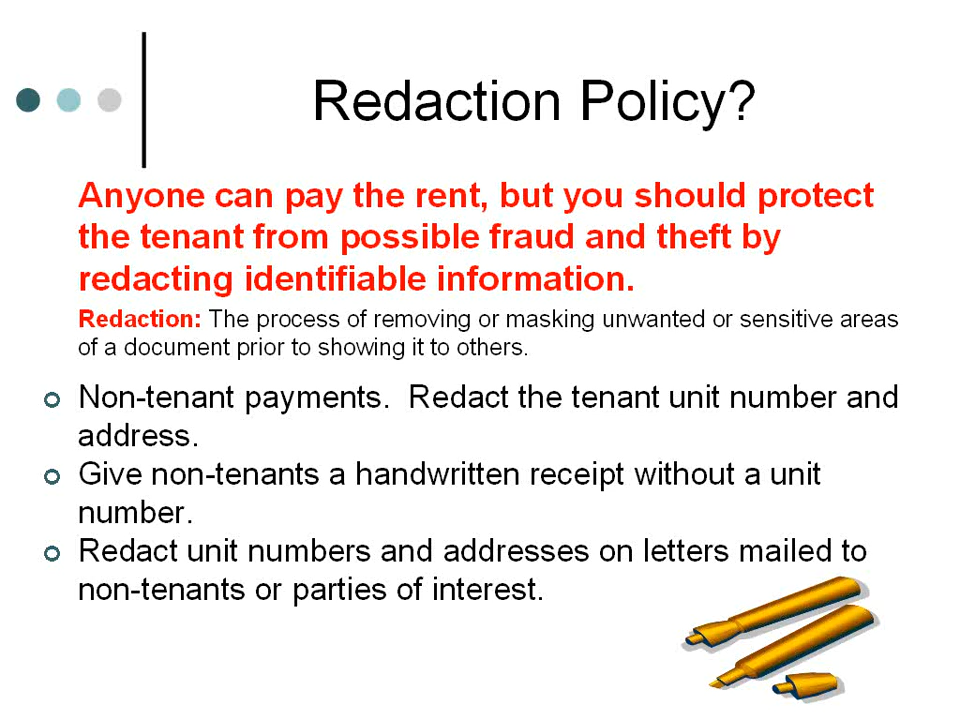 Redaction Policy?
Anyone can pay the rent, but you should protect
the tenant from possible fraud and theft by
redacting identifiable information.
Redaction: The process of removing or masking unwanted or sensitive areas
of a document prior to showing it to others.
Non-tenant payments.  Redact the tenant unit number and
address.
Give non-tenants a handwritten receipt without a unit
number.
Redact unit numbers and addresses on letters mailed to
non-tenants or parties of interest.